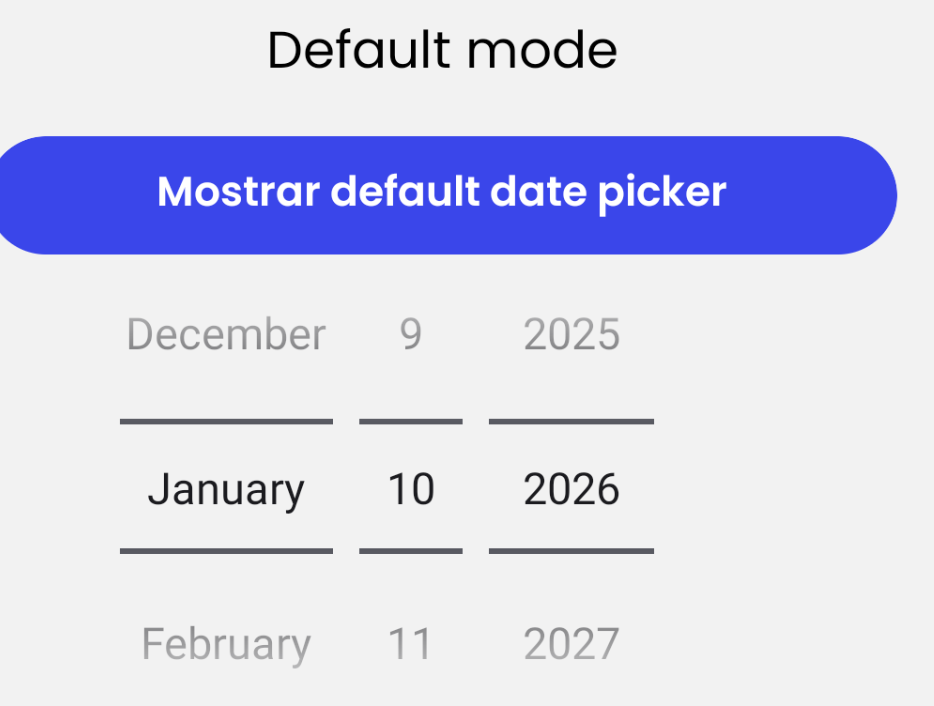 Default mode
Mostrar default date picker
December 9 2025
January 10 2026
February 11 2027